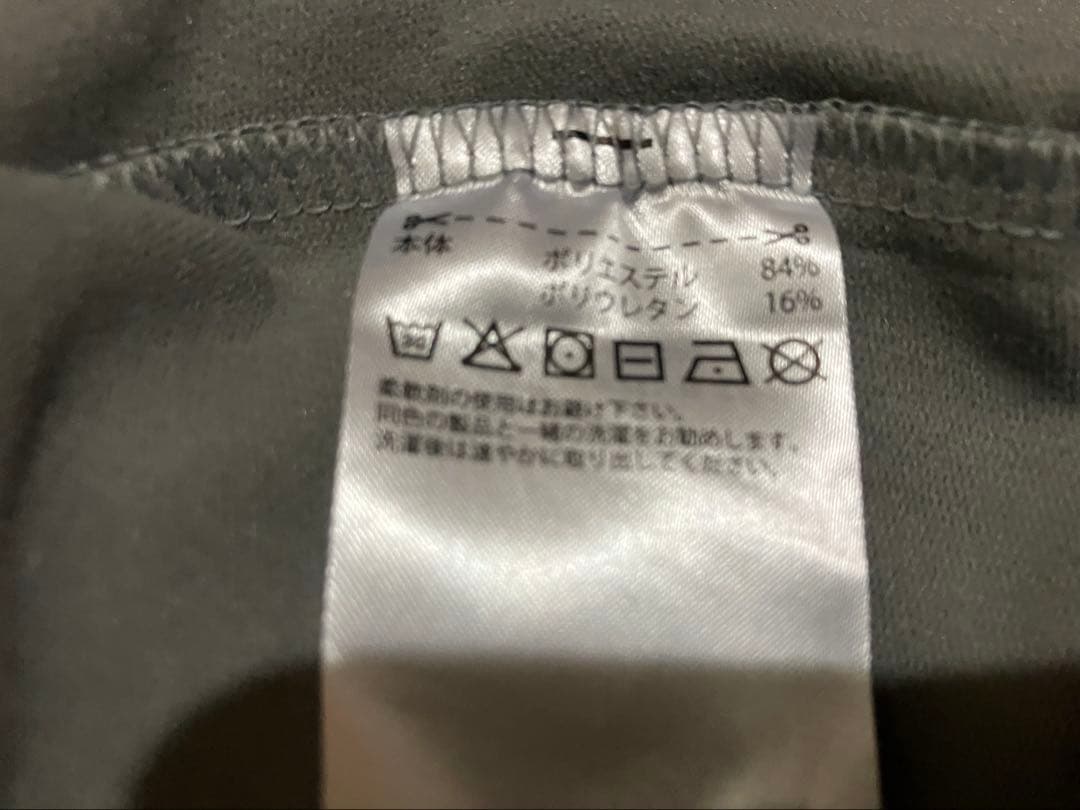 本体
ポリエステル 84%
ポリウレタン 16%
30
柔軟剤の使用はお避け下さい。
同色の製品と一緒の洗濯をお勧めします。
洗濯後は速やかに取り出してください。